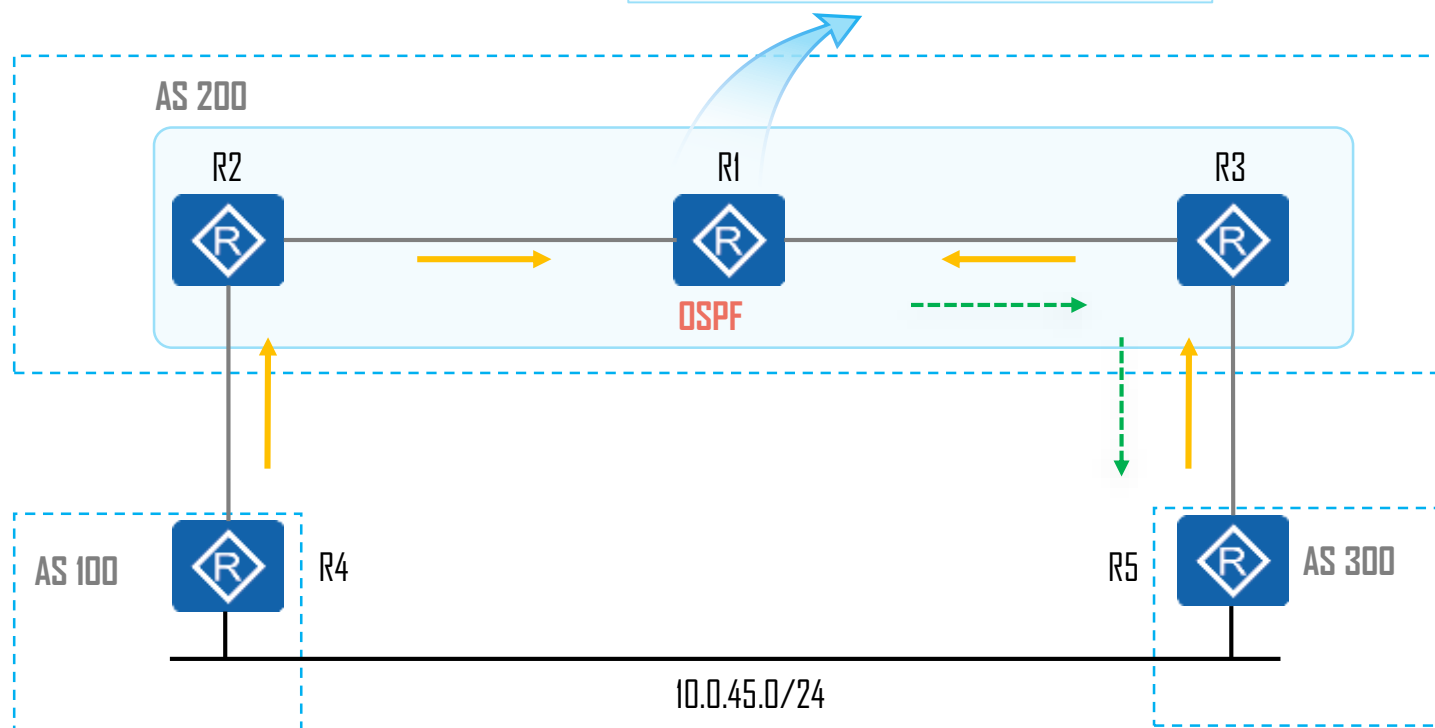 AS 200
R2
R1
R3
R
R
R
OSPF
AS 100
R
R4
R5
R
AS 300
10.0.45.0/24